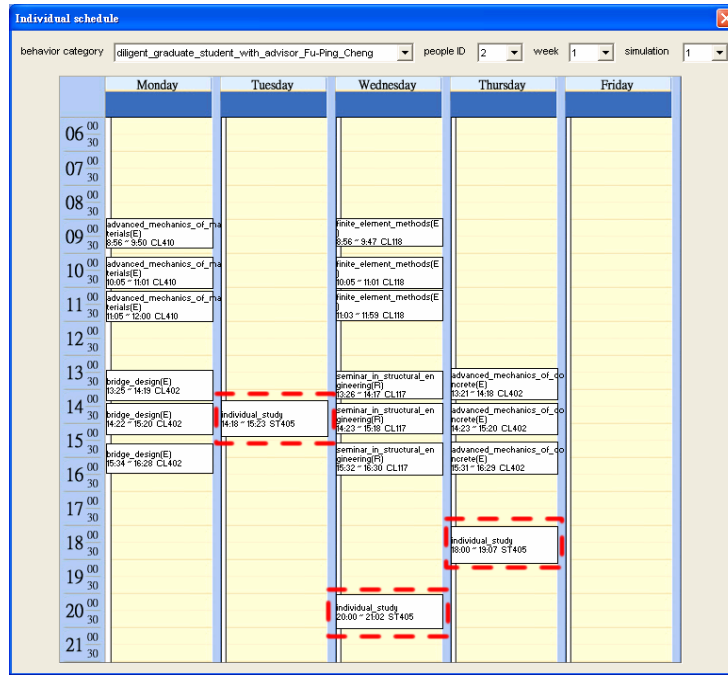 Individual schedule
behavior category diligent_graduate_student_with_advisor_Fu-Ping_Cheng people ID 2 week 1 simulation 1
Monday Tuesday Wednesday Thursday Friday
06 00
30
07 00
30
08 00
30
09 00
30
10 00
30
11 00
30
12 00
30
13 00
30
14 00
30
15 00
30
16 00
30
17 00
30
18 00
30
19 00
30
20 00
30
21 00
30
advanced_mechanics_of_ma
terials(E)
8:56 ~ 9:50 CL410
advanced_mechanics_of_ma
terials(E)
10:05 ~ 11:01 CL410
advanced_mechanics_of_ma
terials(E)
11:05 ~ 12:00 CL410
bridge_design(E)
13:25 ~ 14:19 CL402
bridge_design(E)
14:22 ~ 15:20 CL402
bridge_design(E)
15:34 ~ 16:28 CL402
individual_study
14:18 ~ 15:23 ST405
finite_element_methods(E
)
8:56 ~ 9:47 CL118
finite_element_methods(E
)
10:05 ~ 11:01 CL118
finite_element_methods(E
)
11:03 ~ 11:59 CL118
seminar_in_structural_en
gineering(R)
13:26 ~ 14:17 CL117
seminar_in_structural_en
gineering(R)
14:23 ~ 15:18 CL117
seminar_in_structural_en
gineering(R)
15:32 ~ 16:30 CL117
individual_study
20:00 ~ 21:02 ST405
advanced_mechanics_of_co
ncrete(E)
13:21 ~ 14:18 CL402
advanced_mechanics_of_co
ncrete(E)
14:23 ~ 15:20 CL402
advanced_mechanics_of_co
ncrete(E)
15:31 ~ 16:29 CL402
individual_study
18:00 ~ 19:07 ST405